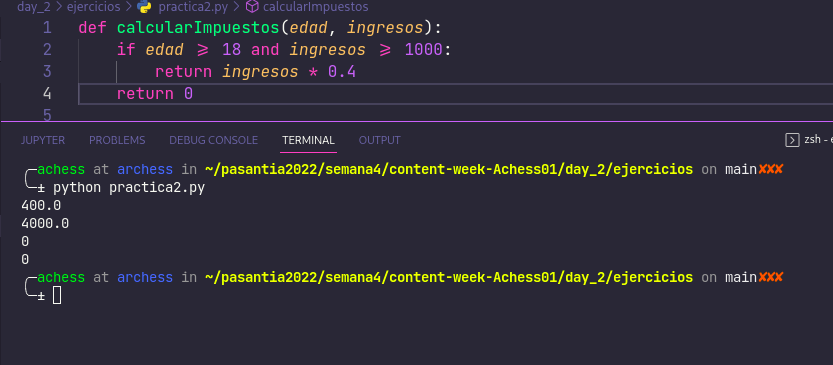 day_2 > ejercicios > practica2.py > calcularImpuestos
1 def calcularImpuestos(edad, ingresos):
2 if edad >= 18 and ingresos >= 1000:
3 return ingresos * 0.4
4 return 0
5
JUPYTER PROBLEMS DEBUG CONSOLE TERMINAL OUTPUT zsh - e
╭─achess at archess in ~/pasantia2022/semana4/content-week-Achess01/day_2/ejercicios on main✘✘✘
╰─± python practica2.py
400.0
4000.0
0
0
╭─achess at archess in ~/pasantia2022/semana4/content-week-Achess01/day_2/ejercicios on main✘✘✘
╰─±